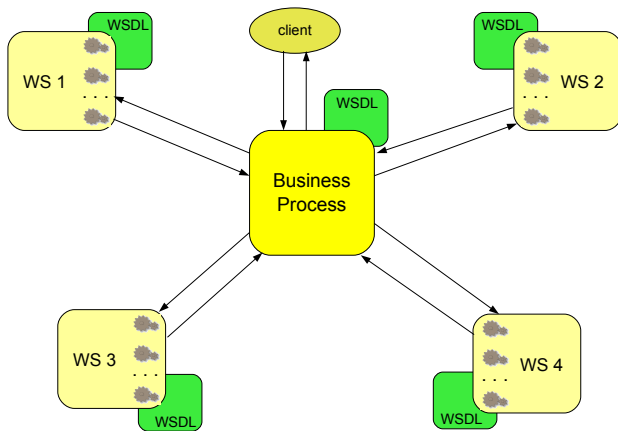 WSDL
client
WSDL
WS 1
. . .
WS 2
. . .
WSDL
Business
Process
WS 3
. . .
WS 4
. . .
WSDL
WSDL